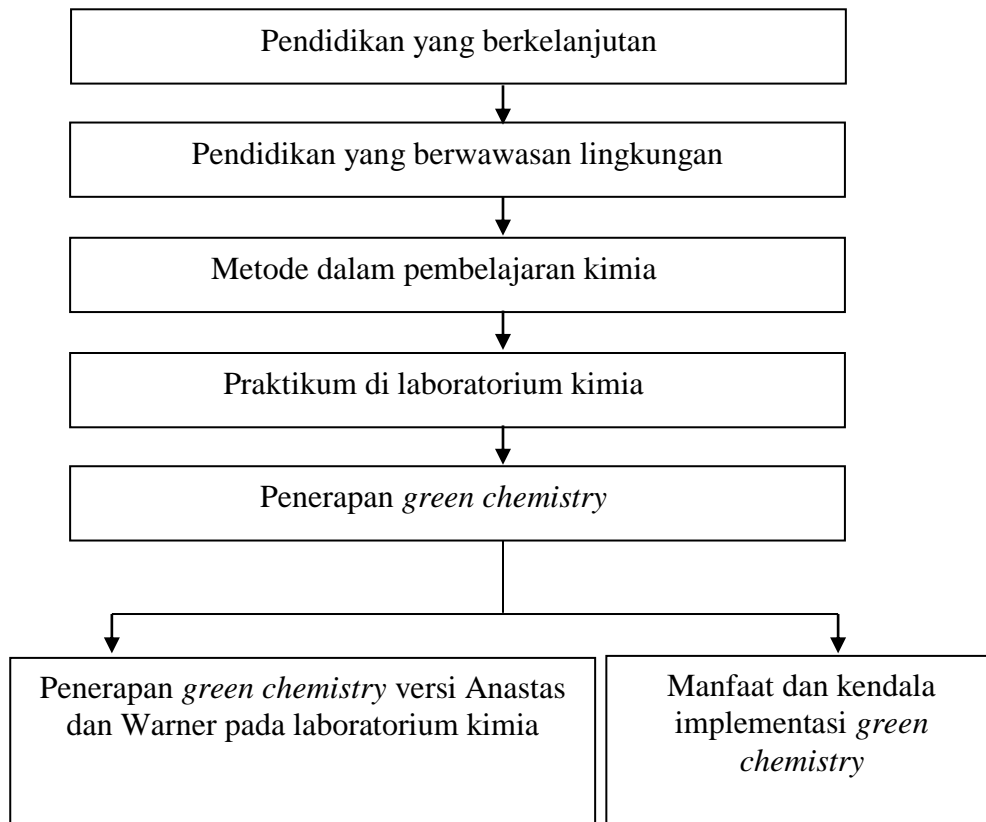 Pendidikan yang berkelanjutan
Pendidikan yang berwawasan lingkungan
Metode dalam pembelajaran kimia
Praktikum di laboratorium kimia
Penerapan green chemistry
Penerapan green chemistry versi Anastas
dan Warner pada laboratorium kimia
Manfaat dan kendala
implementasi green
chemistry